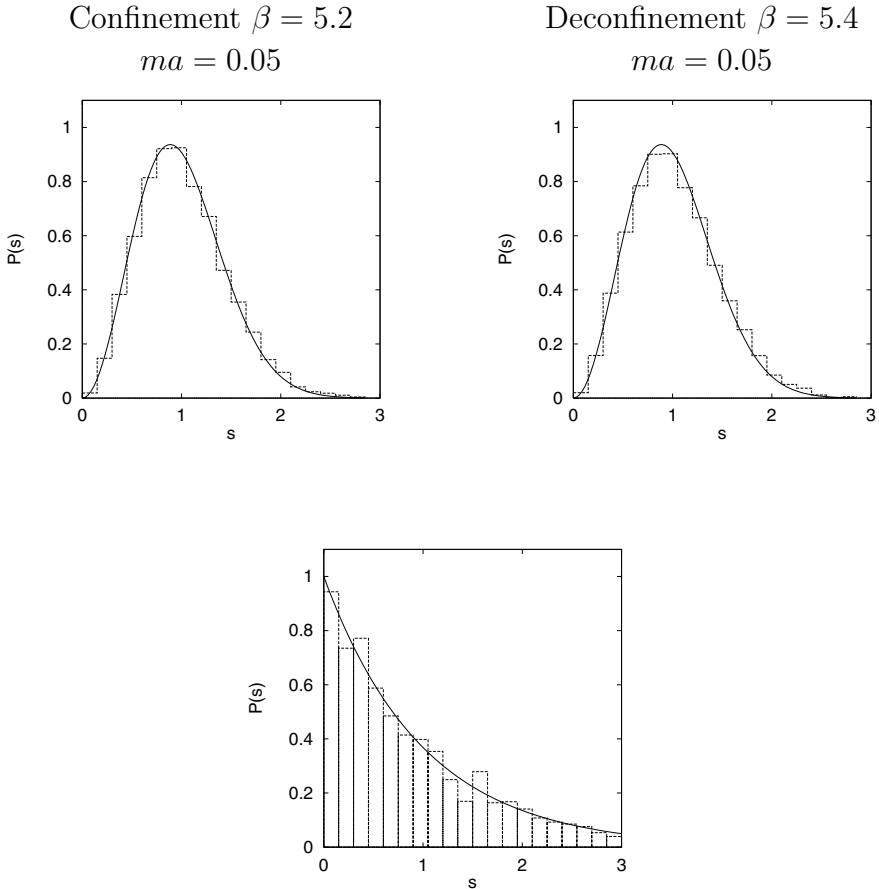 Confinement β = 5.2
ma = 0.05
Deconfinement β = 5.4
ma = 0.05
1
0.8
0.6
0.4
0.2
0
P(s)
0 1 2 3
s
1
0.8
0.6
0.4
0.2
0
P(s)
0 1 2 3
s
1
0.8
0.6
0.4
0.2
0
P(s)
0 1 2 3
s